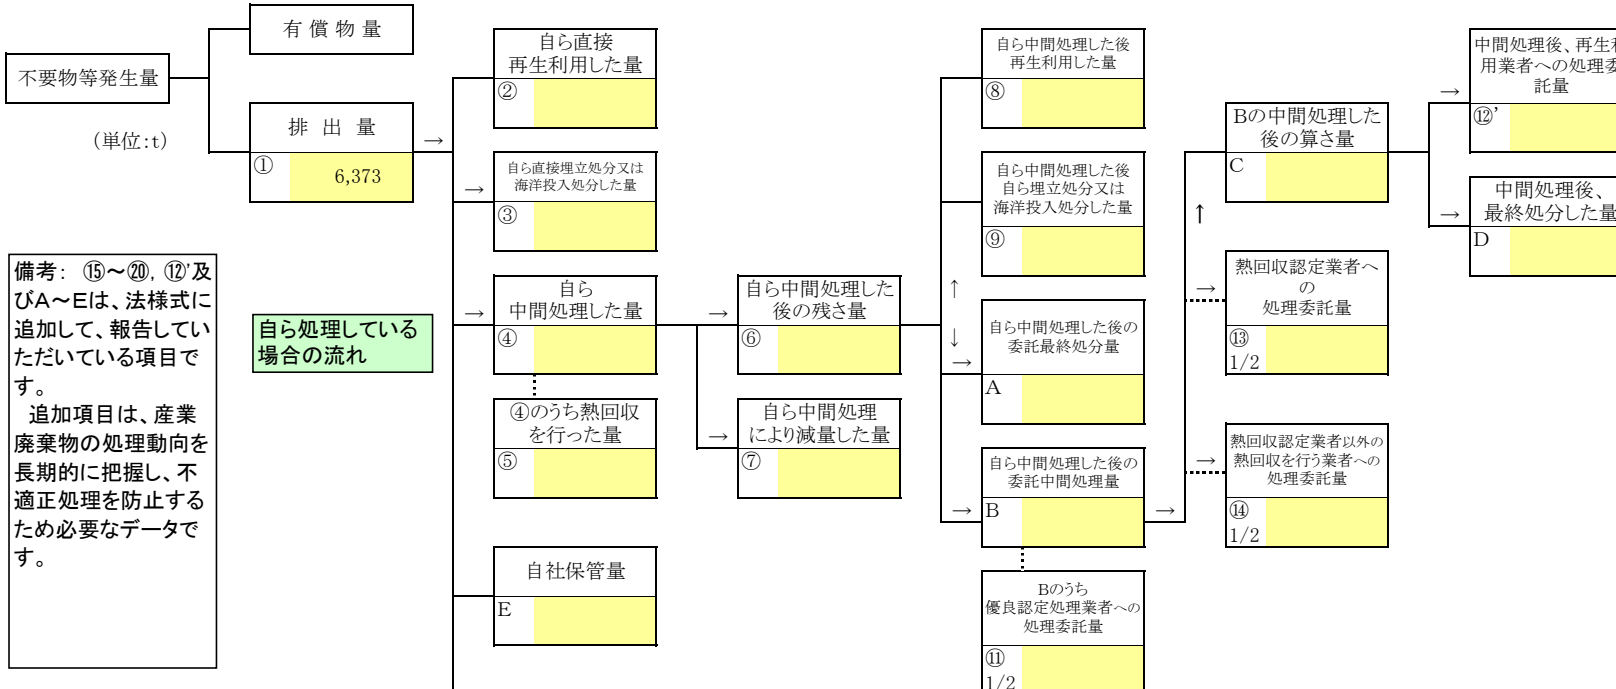 不要物等発生量
有 償 物 量
(単位:t)
排 出 量
→
①
6,373
備考： ⑮～⑳, ⑫'及
びA～Eは、法様式に
追加して、報告してい
ただいている項目で
す。
追加項目は、産業
廃棄物の処理動向を
長期的に把握し、不
適正処理を防止する
ため必要なデータで
す。
自ら処理している
場合の流れ
自ら直接
再生利用した量
②
→
自ら直接埋立処分又は
海洋投入処分した量
③
→
自ら
中間処理した量
④
④のうち熱回収
を行った量
⑤
自社保管量
E
→
自ら中間処理した
後の残さ量
⑥
→
自ら中間処理
により減量した量
⑦
自ら中間処理した後
再生利用した量
⑧
自ら中間処理した後
自ら埋立処分又は
海洋投入処分した量
⑨
↑
↓
→
自ら中間処理した後の
委託最終処分量
A
自ら中間処理した後の
委託中間処理量
→
B
→
Bのうち
優良認定処理業者への
処理委託量
⑪
1/2
Bの中間処理した
後の算さ量
C
↑
→
熱回収認定業者へ
の
処理委託量
⑬
1/2
→
熱回収認定業者以外の
熱回収を行う業者への
処理委託量
⑭
1/2
→
中間処理後、再生利
用業者への処理委
託量
⑫'
→
中間処理後、
最終処分した量
D